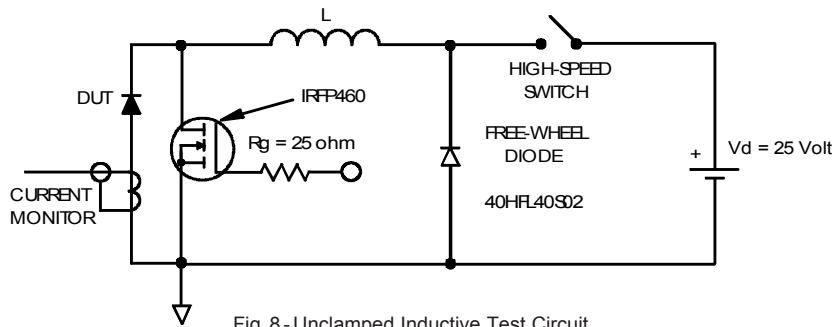 L
HIGH-SPEED
SWITCH
DUT
IRFP460
Rg = 25 ohm
FREE-WHEEL
DIODE
40HFL40S02
+
Vd = 25 Volt
CURRENT
MONITOR
Fig. 8 - Unclamped Inductive Test Circuit